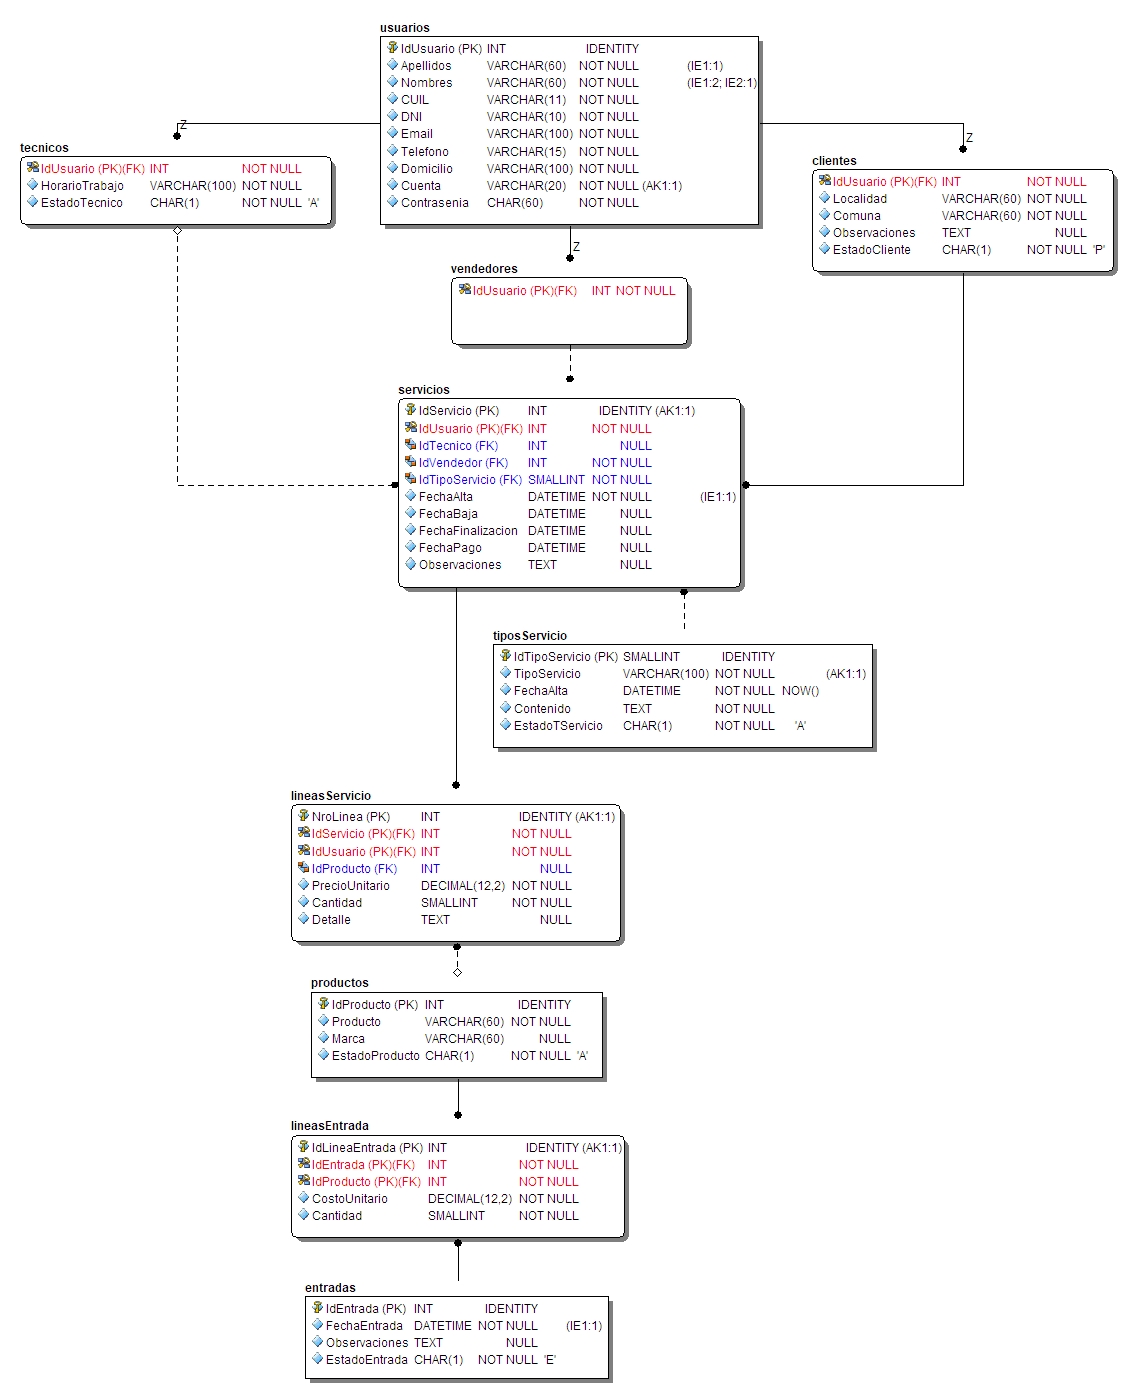 usuarios
IdUsuario (PK) INT IDENTITY
Apellidos VARCHAR(60) NOT NULL (IE1:1)
Nombres VARCHAR(60) NOT NULL (IE1:2; IE2:1)
CUIL VARCHAR(11) NOT NULL
DNI VARCHAR(10) NOT NULL
Email VARCHAR(100) NOT NULL
Telefono VARCHAR(15) NOT NULL
Domicilio VARCHAR(100) NOT NULL
Cuenta VARCHAR(20) NOT NULL (AK1:1)
Contrasenia CHAR(60) NOT NULL
Z
Z
Z
tecnicos
IdUsuario (PK)(FK) INT NOT NULL
HorarioTrabajo VARCHAR(100) NOT NULL
EstadoTecnico CHAR(1) NOT NULL 'A'
clientes
IdUsuario (PK)(FK) INT NOT NULL
Localidad VARCHAR(60) NOT NULL
Comuna VARCHAR(60) NOT NULL
Observaciones TEXT NULL
EstadoCliente CHAR(1) NOT NULL 'P'
vendedores
IdUsuario (PK)(FK) INT NOT NULL
servicios
IdServicio (PK) INT IDENTITY (AK1:1)
IdUsuario (PK)(FK) INT NOT NULL
IdTecnico (FK) INT NULL
IdVendedor (FK) INT NOT NULL
IdTipoServicio (FK) SMALLINT NOT NULL
FechaAlta DATETIME NOT NULL (IE1:1)
FechaBaja DATETIME NULL
FechaFinalizacion DATETIME NULL
FechaPago DATETIME NULL
Observaciones TEXT NULL
tiposServicio
IdTipoServicio (PK) SMALLINT IDENTITY
TipoServicio VARCHAR(100) NOT NULL (AK1:1)
FechaAlta DATETIME NOT NULL NOW()
Contenido TEXT NOT NULL
EstadoTServicio CHAR(1) NOT NULL 'A'
lineasServicio
NroLinea (PK) INT IDENTITY (AK1:1)
IdServicio (PK)(FK) INT NOT NULL
IdUsuario (PK)(FK) INT NOT NULL
IdProducto (FK) INT NULL
PrecioUnitario DECIMAL(12,2) NOT NULL
Cantidad SMALLINT NOT NULL
Detalle TEXT NULL
productos
IdProducto (PK) INT IDENTITY
Producto VARCHAR(60) NOT NULL
Marca VARCHAR(60) NULL
EstadoProducto CHAR(1) NOT NULL 'A'
lineasEntrada
IdLineaEntrada (PK) INT IDENTITY (AK1:1)
IdEntrada (PK)(FK) INT NOT NULL
IdProducto (PK)(FK) INT NOT NULL
CostoUnitario DECIMAL(12,2) NOT NULL
Cantidad SMALLINT NOT NULL
entradas
IdEntrada (PK) INT IDENTITY
FechaEntrada DATETIME NOT NULL (IE1:1)
Observaciones TEXT NULL
EstadoEntrada CHAR(1) NOT NULL 'E'